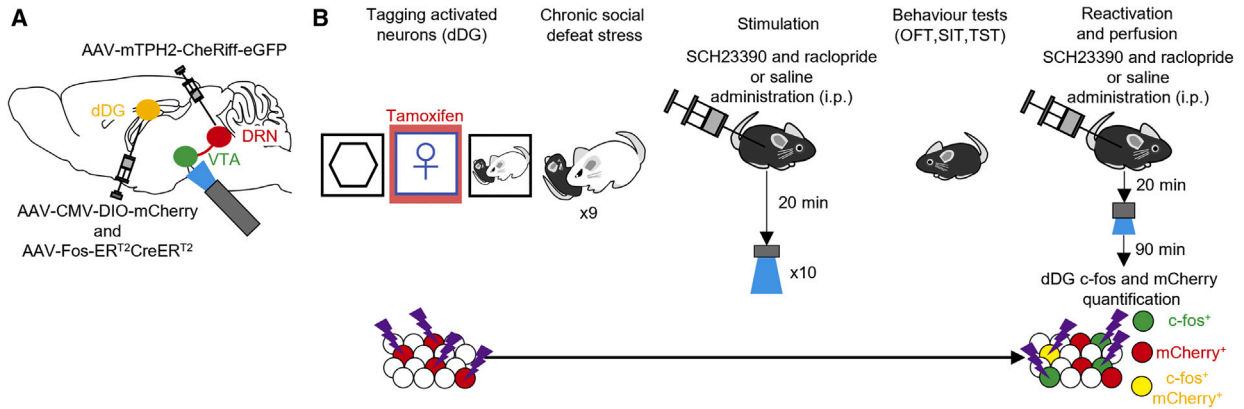 A
AAV-mTPH2-CheRiff-eGFP
dDG
DRN
VTA
AAV-CMV-DIO-mCherry
and
AAV-Fos-ERT2CreERT2
B
Tagging activated
neurons (dDG)
Tamoxifen
Chronic social
defeat stress
x9
Stimulation
SCH23390 and raclopride
or saline
administration (i.p.)
20 min
x10
Behaviour tests
(OFT,SIT,TST)
Reactivation
and perfusion
SCH23390 and raclopride
or saline
administration (i.p.)
20 min
90 min
dDG c-fos and mCherry
quantification
c-fos+
mCherry+
c-fos+
mCherry+